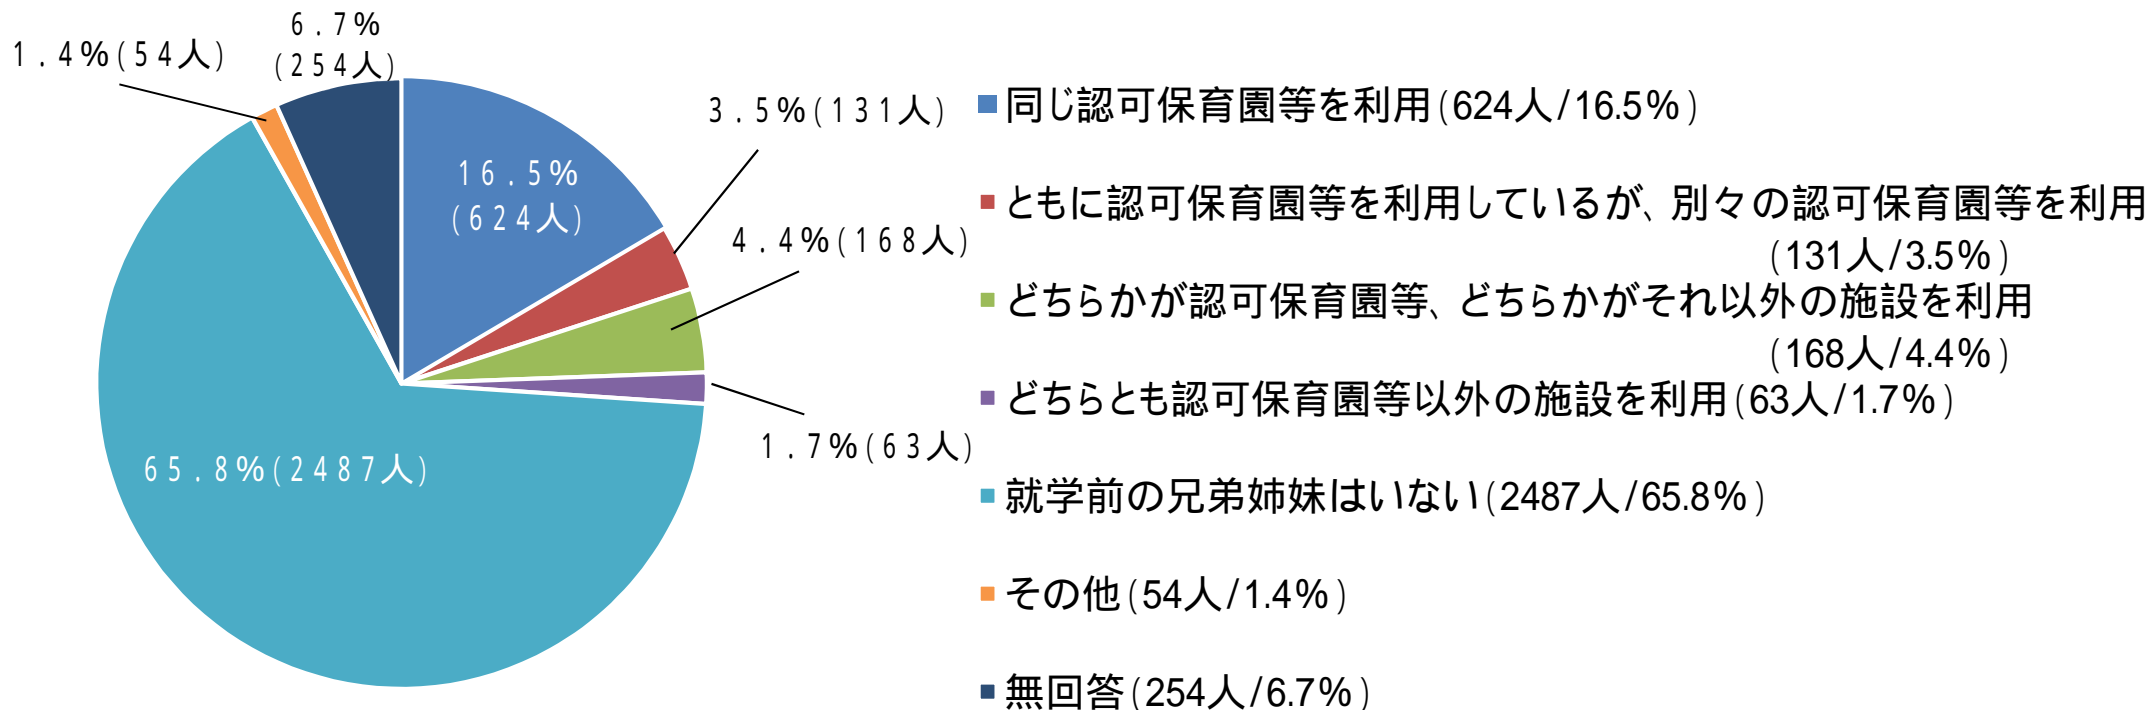 6.7%
(254人)
1.4%(54人)
3.5%(131人)
16.5%
(624人)
4.4%(168人)
1.7%(63人)
65.8%(2487人)
同じ認可保育園等を利用(624人/16.5%)
ともに認可保育園等を利用しているが、別々の認可保育園等を利用
(131人/3.5%)
どちらかが認可保育園等、どちらかがそれ以外の施設を利用
(168人/4.4%)
どちらとも認可保育園等以外の施設を利用(63人/1.7%)
就学前の兄弟姉妹はいない(2487人/65.8%)
その他(54人/1.4%)
無回答(254人/6.7%)